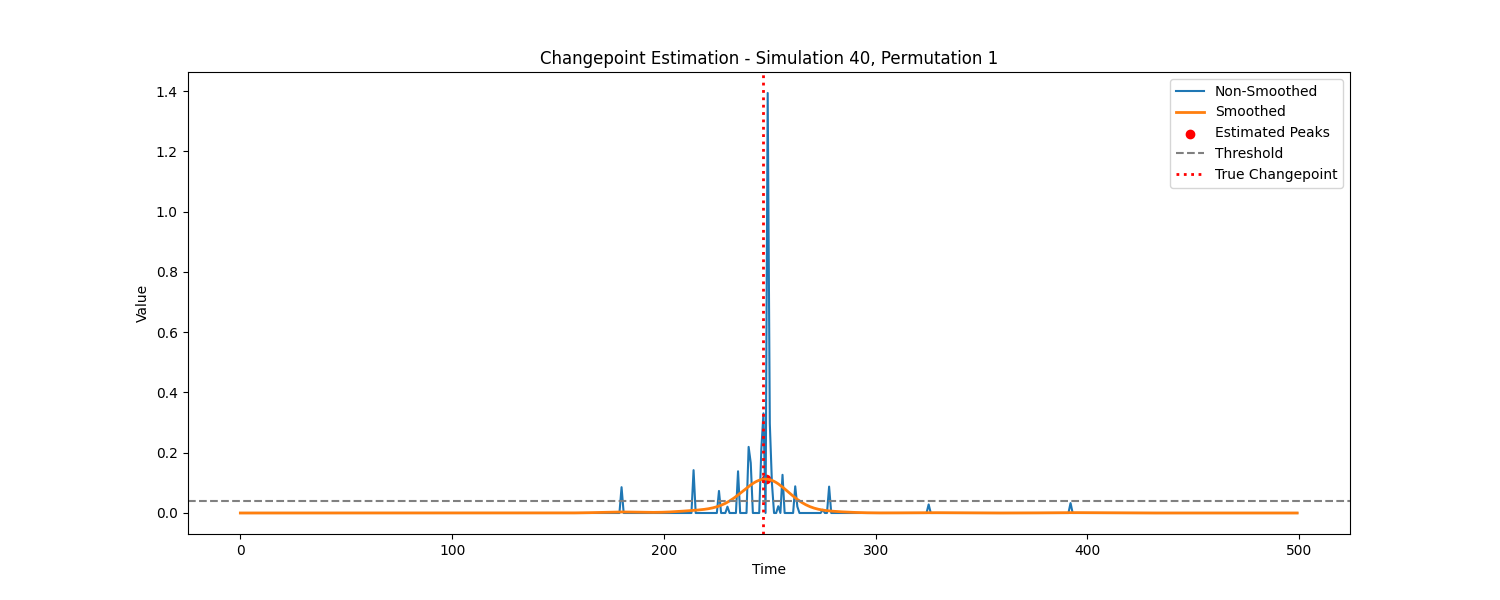 Changepoint Estimation - Simulation 40, Permutation 1
Non-Smoothed
Smoothed
Estimated Peaks
Threshold
True Changepoint
1.4
1.2
1.0
0.8
0.6
0.4
0.2
0.0
Value
0
100
200
300
400
500
Time